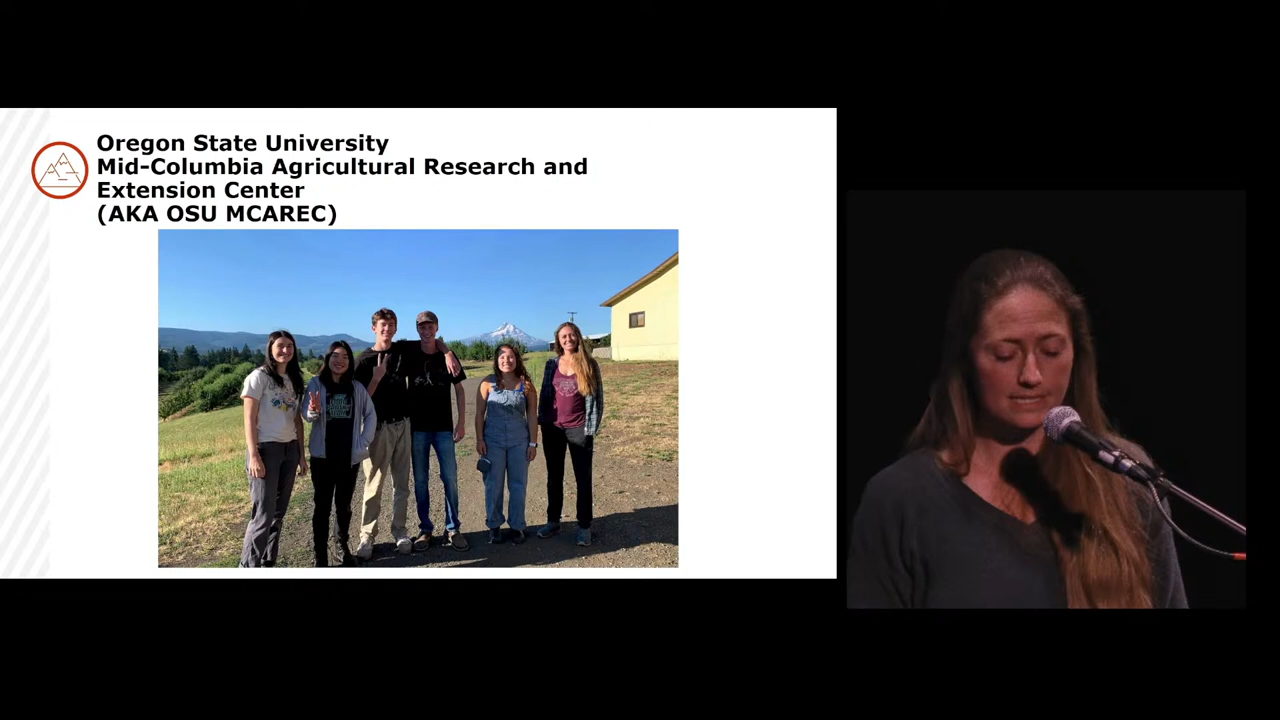 Oregon State University
Mid-Columbia Agricultural Research and
Extension Center
(AKA OSU MCAREC)